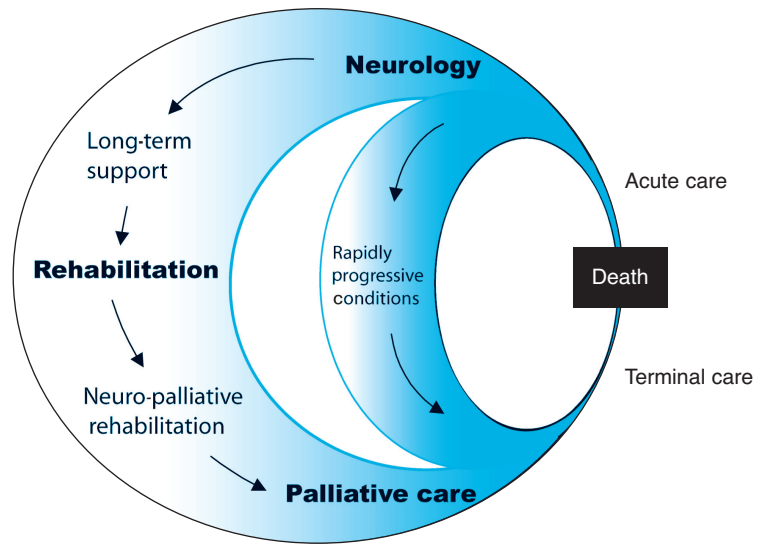 Neurology
Long-term
support
Rehabilitation
Neuro-palliative
rehabilitation
Palliative care
Rapidly
progressive
conditions
Acute care
Death
Terminal care